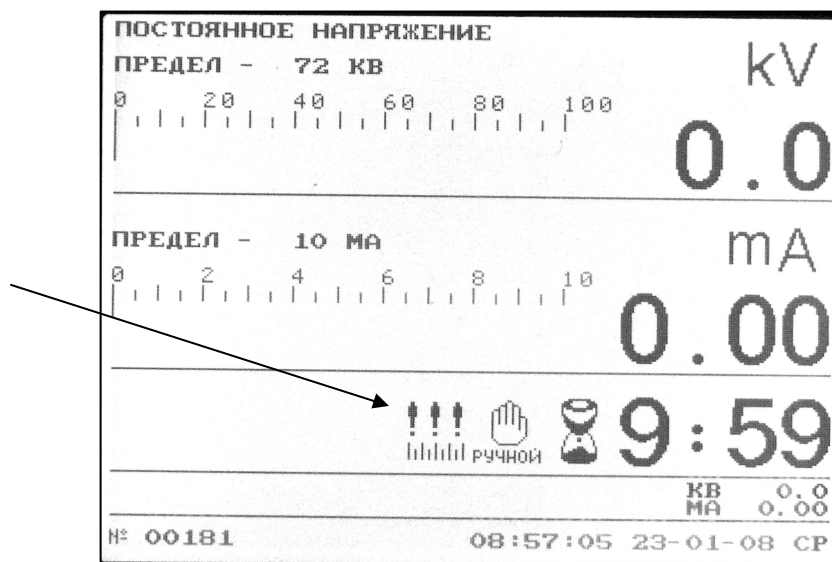 ПОСТОЯННОЕ НАПРЯЖЕНИЕ
ПРЕДЕЛ - 72 КВ
kV
0 20 40 60 80 100
0.0
ПРЕДЕЛ - 10 МА
mA
0 2 4 6 8 10
0.00
!!!
РУЧНОЙ
9:59
КВ 0.0
МА 0.00
№ 00181 08:57:05 23-01-08 СР